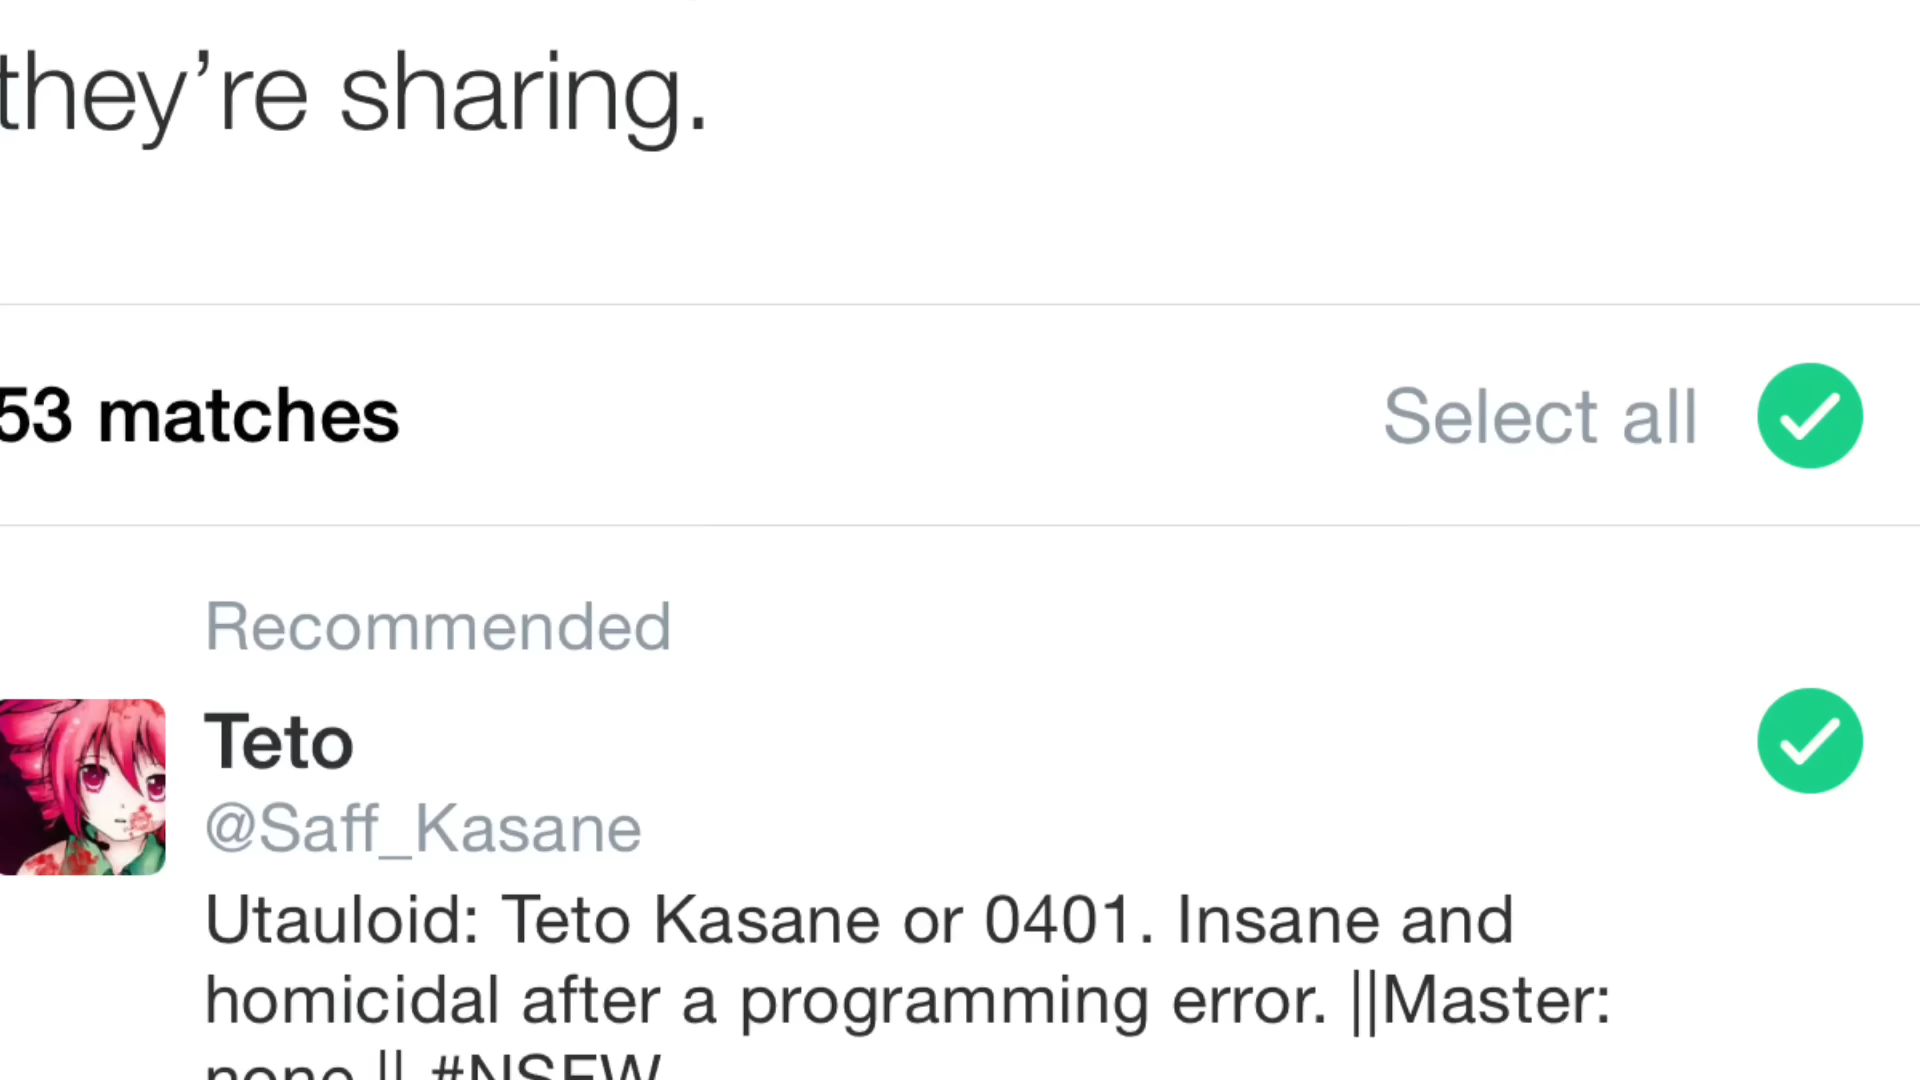 they’re sharing.
53 matches
Select all
Recommended
Teto
@Saff_Kasane
Utauloid: Teto Kasane or 0401. Insane and
homicidal after a programming error. ||Master:
none || #NSFW